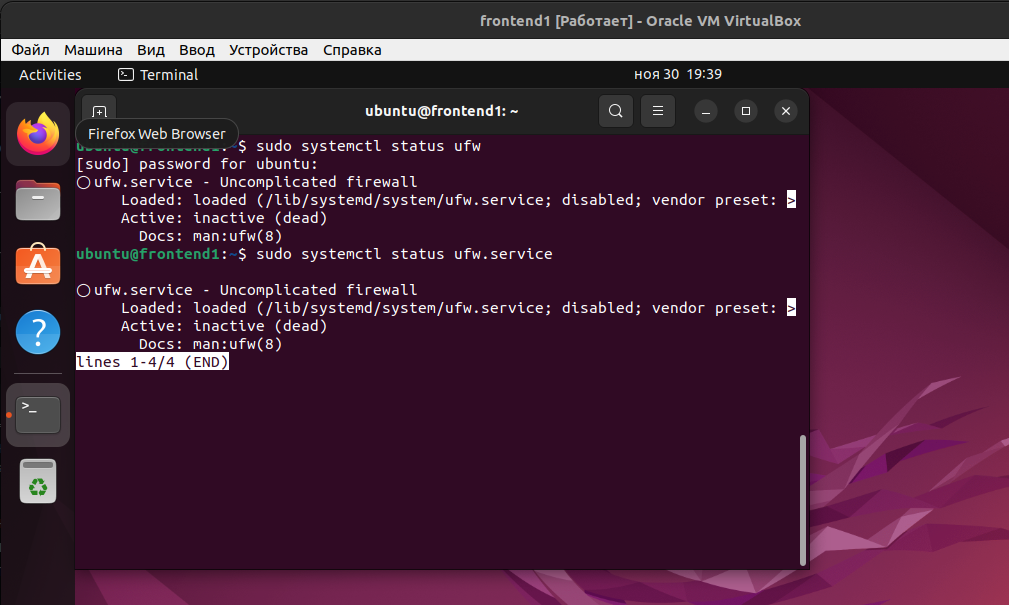 frontend1 [Работает] - Oracle VM VirtualBox
Файл Машина Вид Ввод Устройства Справка
Activities Terminal ноя 30 19:39
ubuntu@frontend1: ~
Firefox Web Browser
ubuntu@frontend1:~$ sudo systemctl status ufw
[sudo] password for ubuntu:
○ ufw.service - Uncomplicated firewall
Loaded: loaded (/lib/systemd/system/ufw.service; disabled; vendor preset: >
Active: inactive (dead)
Docs: man:ufw(8)
ubuntu@frontend1:~$ sudo systemctl status ufw.service
○ ufw.service - Uncomplicated firewall
Loaded: loaded (/lib/systemd/system/ufw.service; disabled; vendor preset: >
Active: inactive (dead)
Docs: man:ufw(8)
lines 1-4/4 (END)